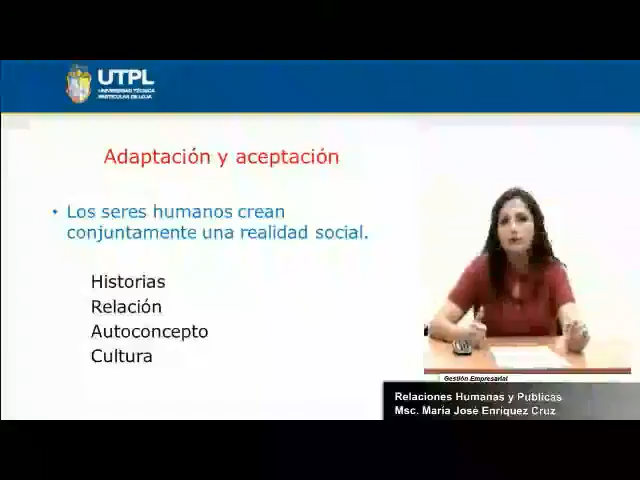 UTPL
UNIVERSIDAD TÉCNICA
PARTICULAR DE LOJA
Adaptación y aceptación
• Los seres humanos crean
conjuntamente una realidad social.
Historias
Relación
Autoconcepto
Cultura
Gestión Empresarial
Relaciones Humanas y Publicas
Msc. María José Enríquez Cruz